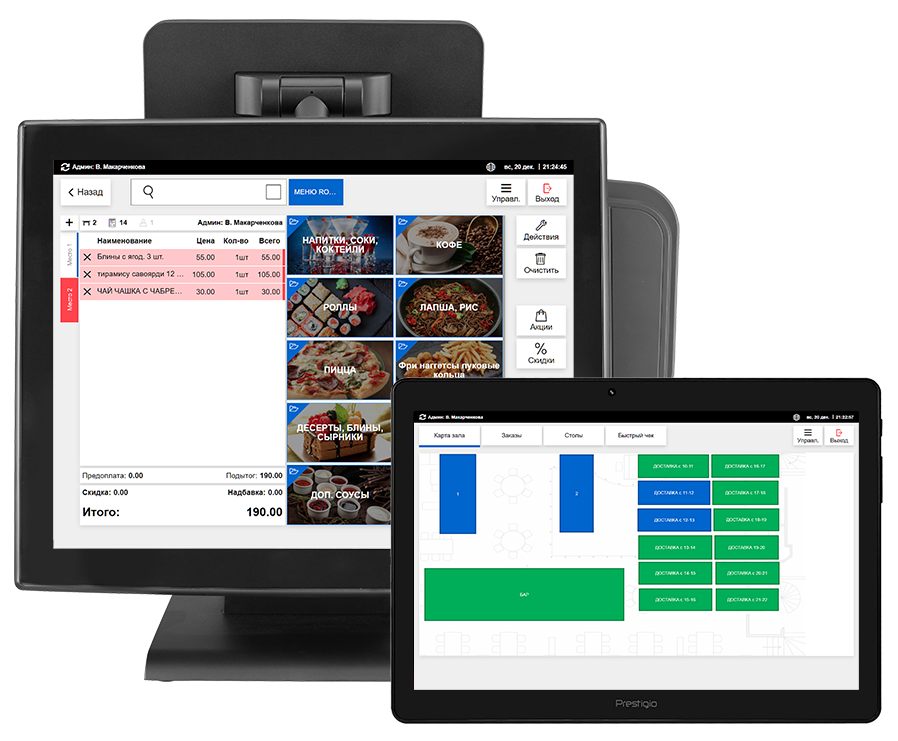 Админ: В. Макарченкова
вс, 20 дек. | 21:24:45
Назад
МЕНЮ RO...
Управл.
Выход
+ 2 14 1
Админ: В. Макарченкова
Место 1
Место 2
Наименование Цена Кол-во Всего
Блины с ягод. 3 шт. 55.00 1шт 55.00
тирамису савоярди 12 ... 105.00 1шт 105.00
ЧАЙ ЧАШКА С ЧАБРЕ... 30.00 1шт 30.00
НАПИТКИ, СОКИ,
КОКТЕЙЛИ
КОФЕ
РОЛЛЫ
ЛАПША, РИС
ПИЦЦА
Фри наггетсы луковые
кольца
ДЕСЕРТЫ, БЛИНЫ,
СЫРНИКИ
ДОП. СОУСЫ
Действия
Очистить
Акции
Скидки
Предоплата: 0.00
Подытог: 190.00
Скидка: 0.00
Надбавка: 0.00
Итого: 190.00
Админ: В. Макарченкова
вс, 20 дек. | 21:22:57
Карта зала
Заказы
Столы
Быстрый чек
Управл.
Выход
1
2
БАР
ДОСТАВКА с 10-11
ДОСТАВКА с 16-17
ДОСТАВКА с 11-12
ДОСТАВКА с 17-18
ДОСТАВКА с 12-13
ДОСТАВКА с 18-19
ДОСТАВКА с 13-14
ДОСТАВКА с 19-20
ДОСТАВКА с 14-15
ДОСТАВКА с 20-21
ДОСТАВКА с 15-16
ДОСТАВКА с 21-22
Prestigio